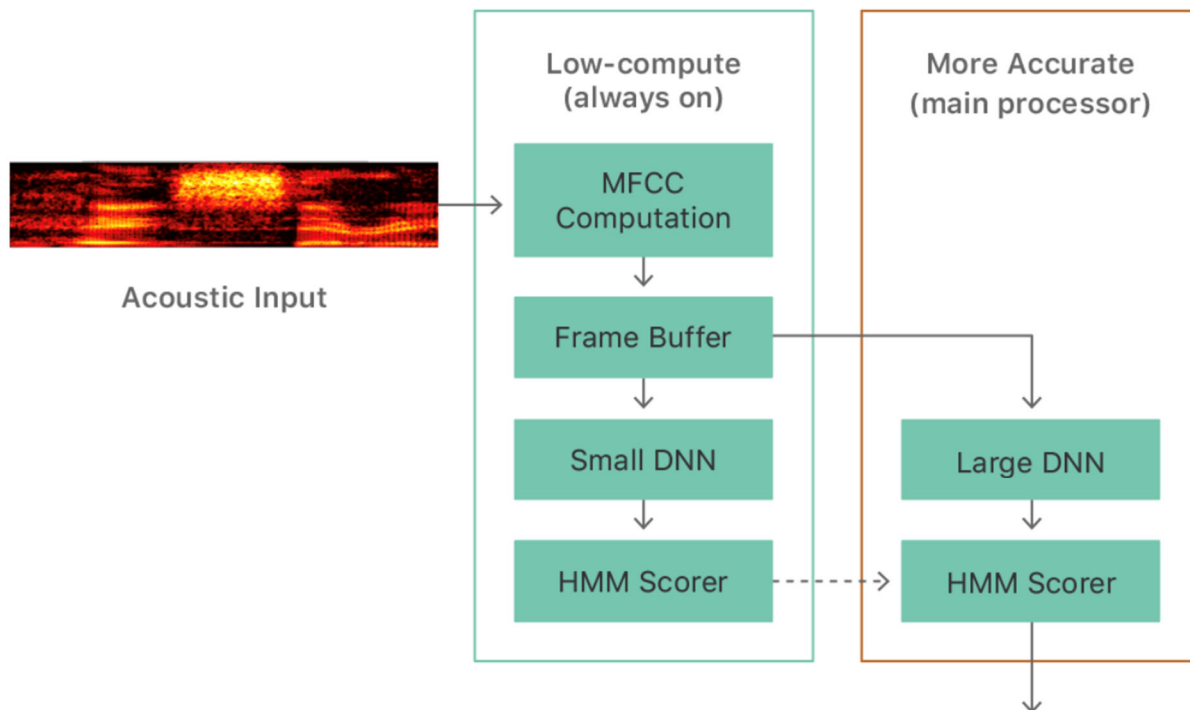 Low-compute
(always on)
More Accurate
(main processor)
MFCC
Computation
Acoustic Input
Frame Buffer
Small DNN
Large DNN
HMM Scorer
HMM Scorer